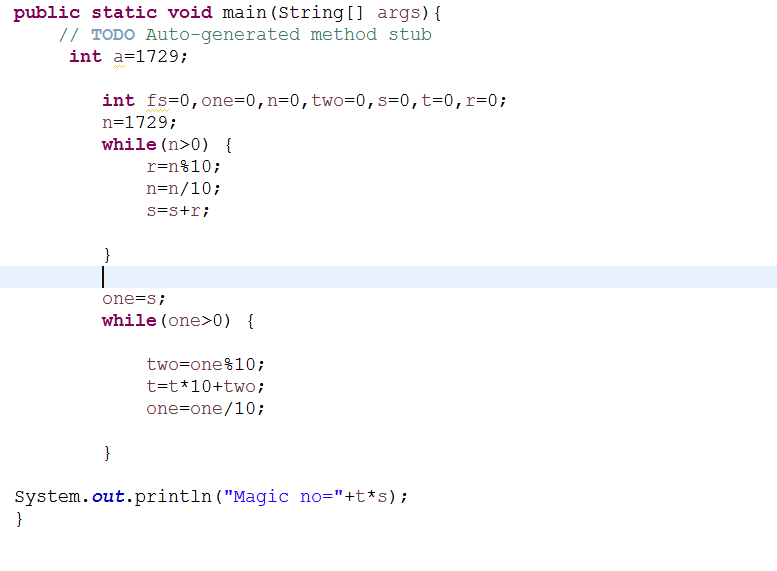 public static void main(String[] args){
// TODO Auto-generated method stub
int a=1729;
int fs=0,one=0,n=0,two=0,s=0,t=0,r=0;
n=1729;
while(n>0) {
r=n%10;
n=n/10;
s=s+r;
}
one=s;
while(one>0) {
two=one%10;
t=t*10+two;
one=one/10;
}
System.out.println("Magic no="+t*s);
}